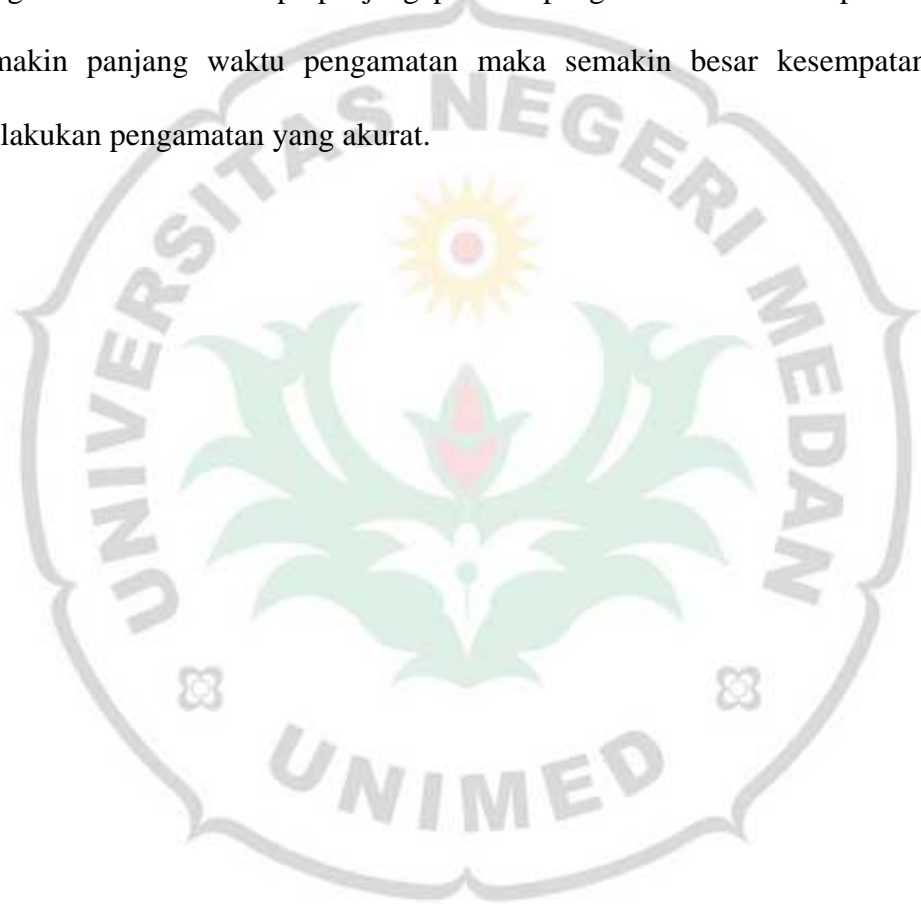 makin panjang waktu pengamatan maka semakin besar kesempatan
lakukan pengamatan yang akurat.
UNIVERSITAS NEGERI MEDAN
UNIMED